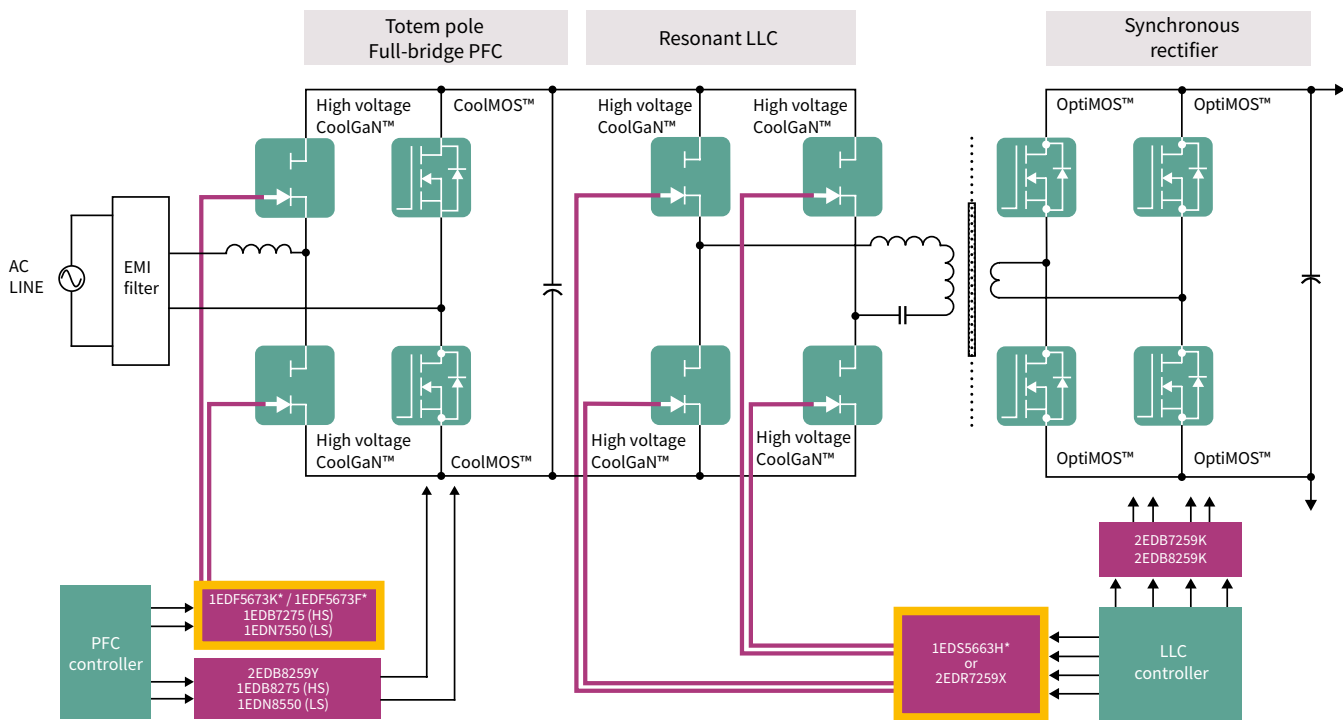 Totem pole
Full-bridge PFC
Resonant LLC
Synchronous
rectifier
High voltage
CoolGaN™
CoolMOS™
High voltage
CoolGaN™
High voltage
CoolGaN™
OptiMOS™
OptiMOS™
AC
LINE
EMI
filter
High voltage
CoolGaN™
CoolMOS™
High voltage
CoolGaN™
High voltage
CoolGaN™
OptiMOS™
OptiMOS™
PFC
controller
1EDF5673K* / 1EDF5673F*
1EDB7275 (HS)
1EDN7550 (LS)
2EDB8259Y
1EDB8275 (HS)
1EDN8550 (LS)
1EDS5663H*
or
2EDR7259X
2EDB7259K
2EDB8259K
LLC
controller